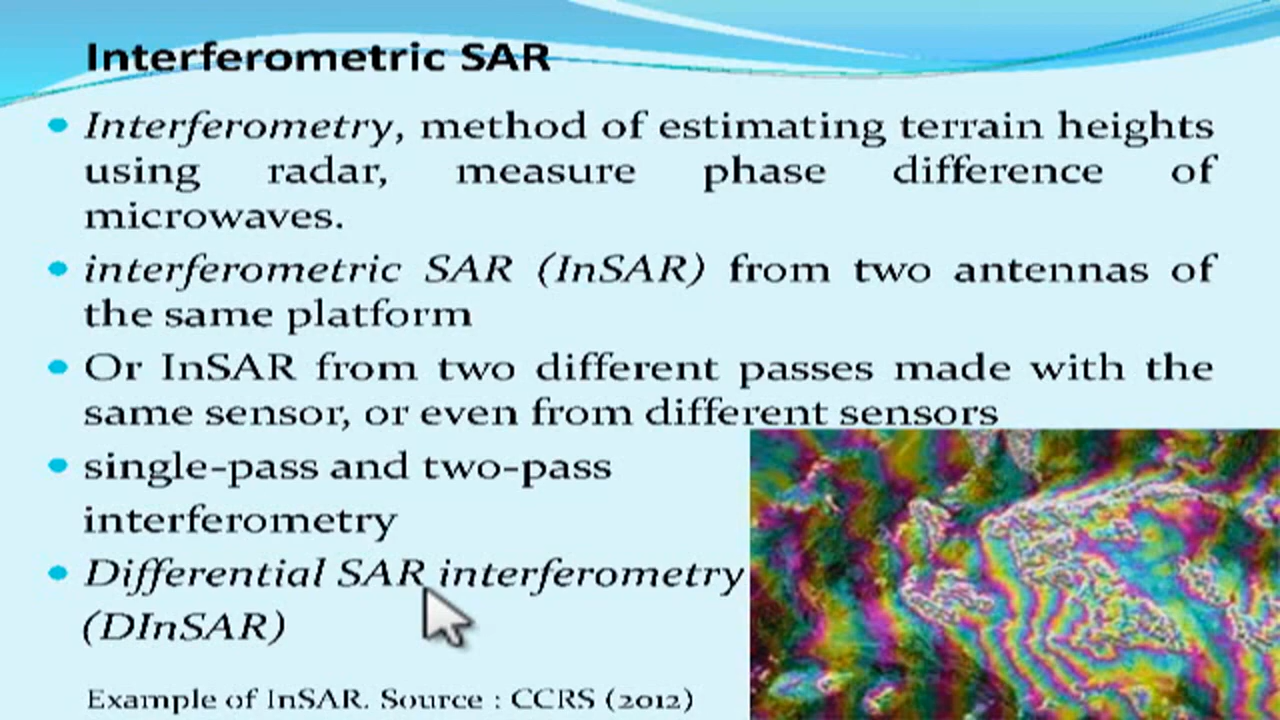 Interferometric SAR
Interferometry, method of estimating terrain heights
using radar, measure phase difference of
microwaves.
interferometric SAR (InSAR) from two antennas of
the same platform
Or InSAR from two different passes made with the
same sensor, or even from different sensors
single-pass and two-pass
interferometry
Differential SAR interferometry
(DInSAR)
Example of InSAR. Source : CCRS (2012)